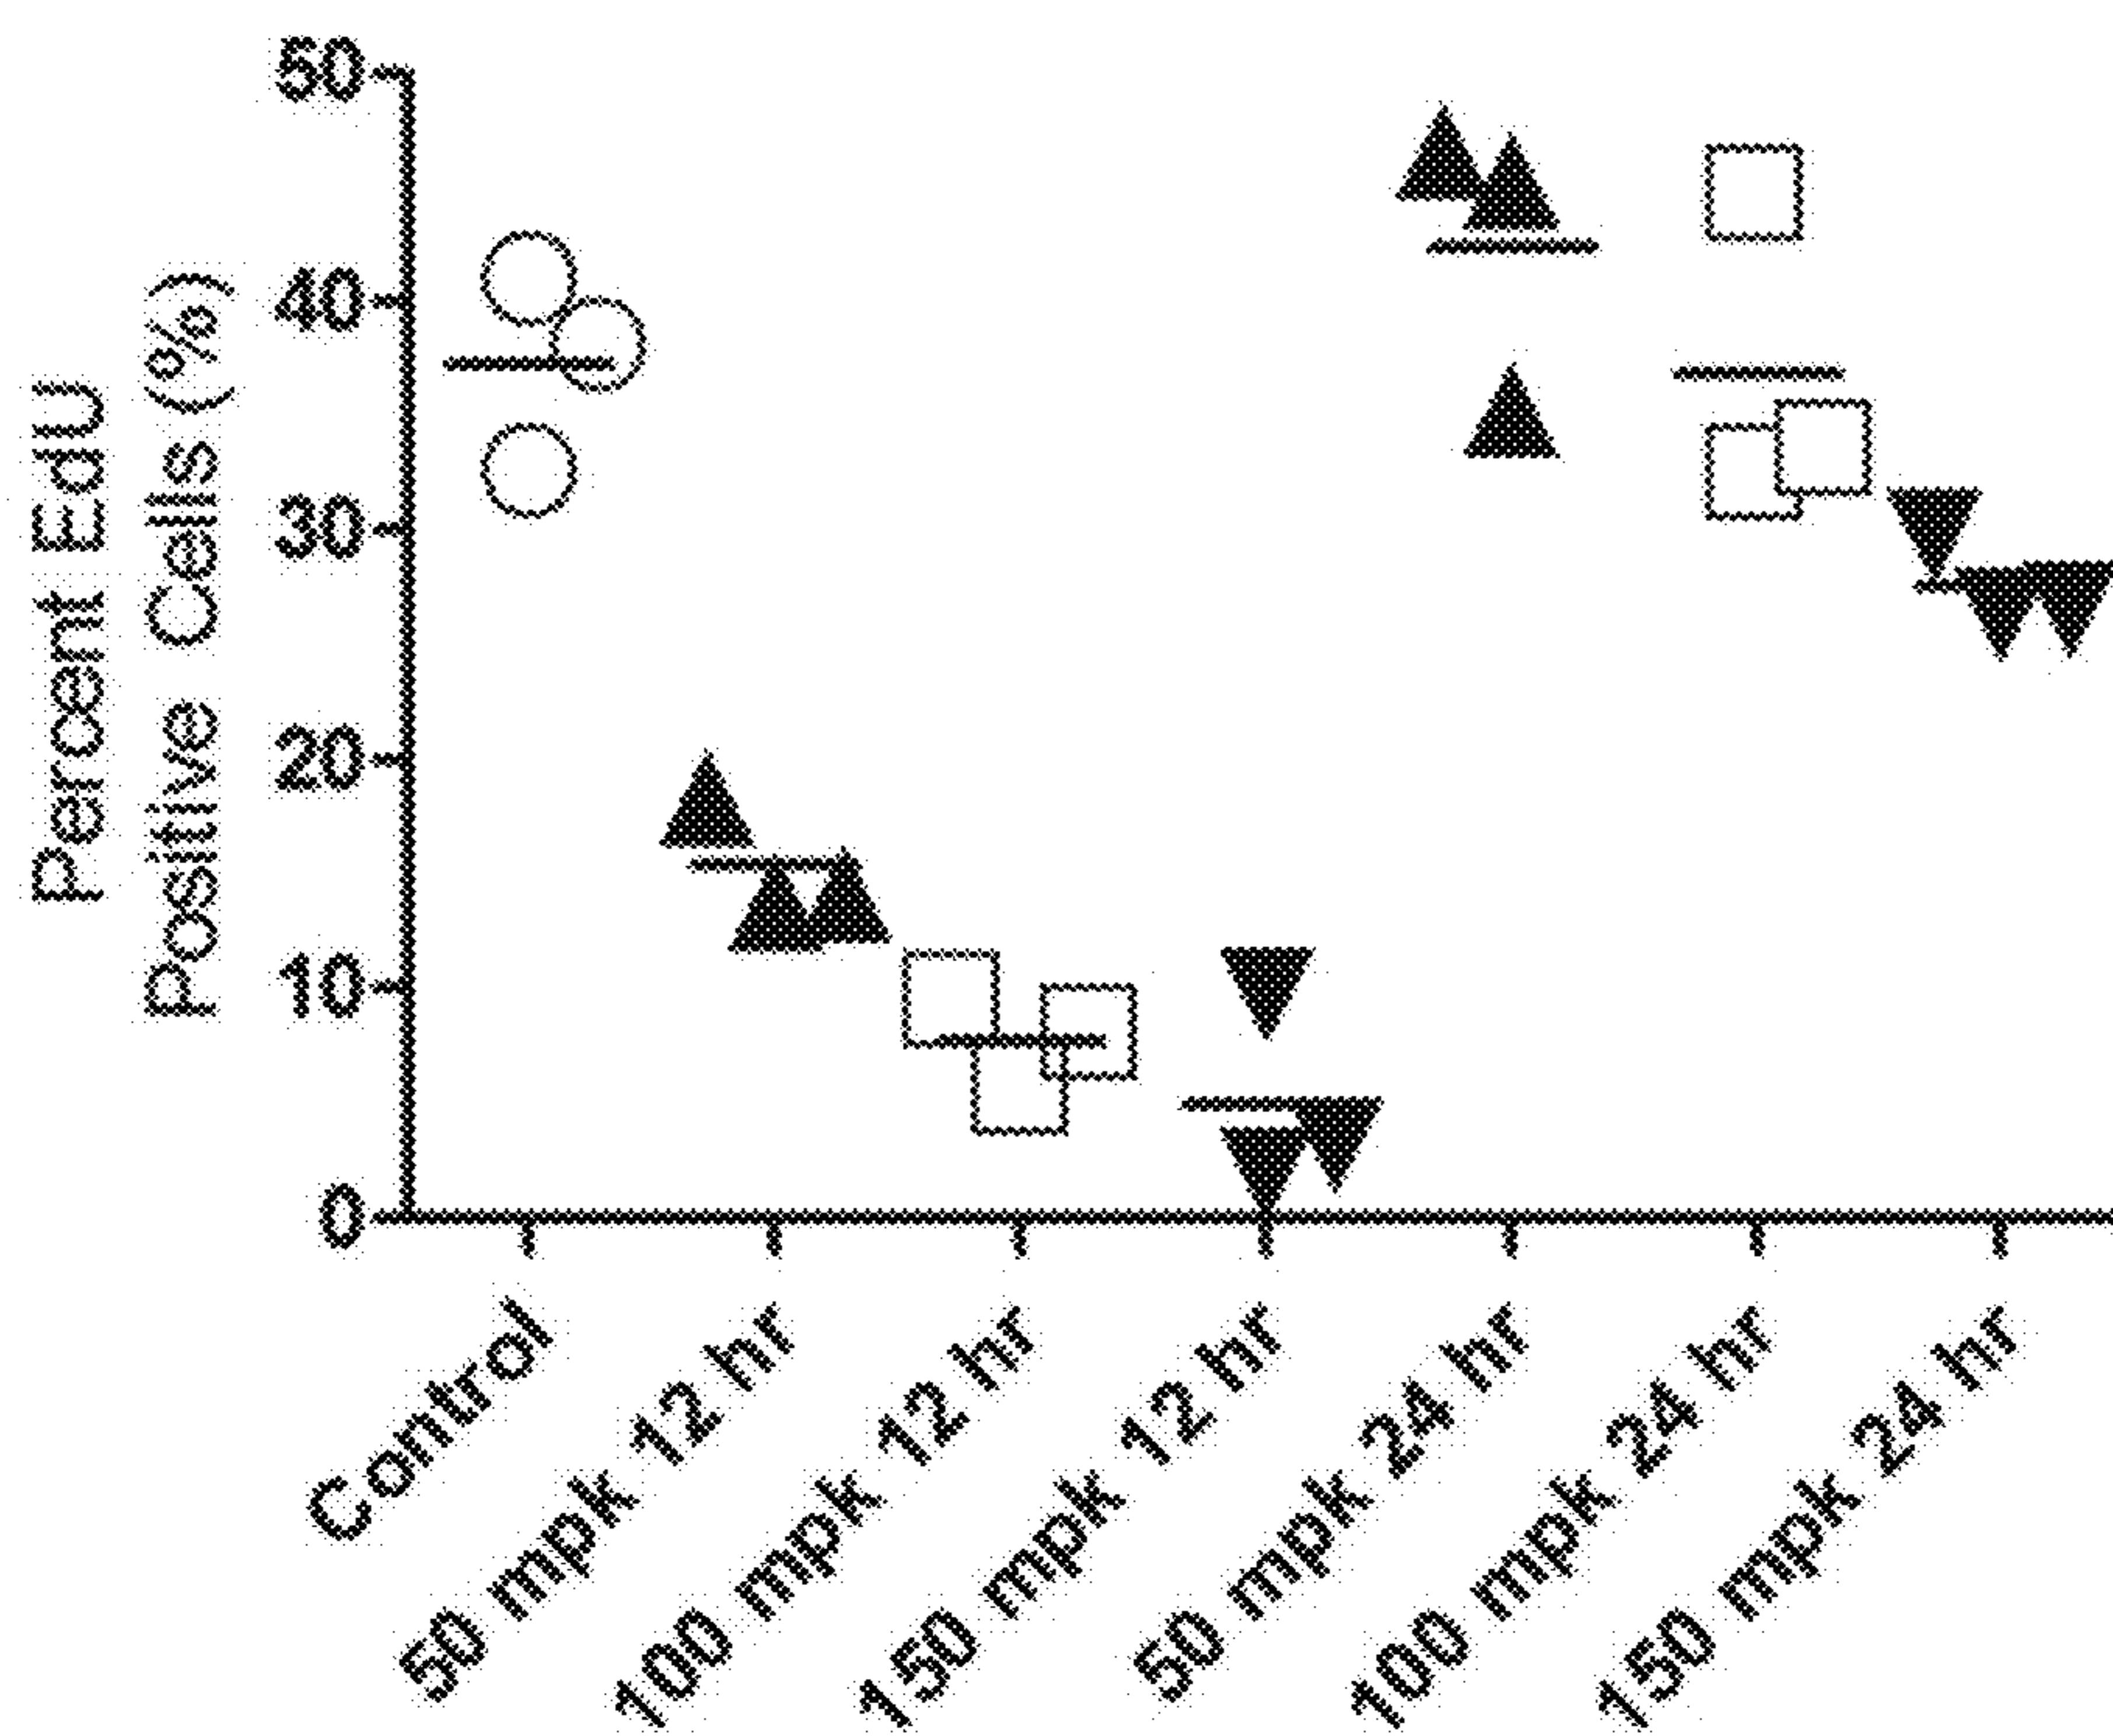 Percent EdU
Positive Cells (%)
50
40
30
20
10
0
Control
50 mpk 12 hr
100 mpk 12 hr
150 mpk 12 hr
50 mpk 24 hr
100 mpk 24 hr
150 mpk 24 hr